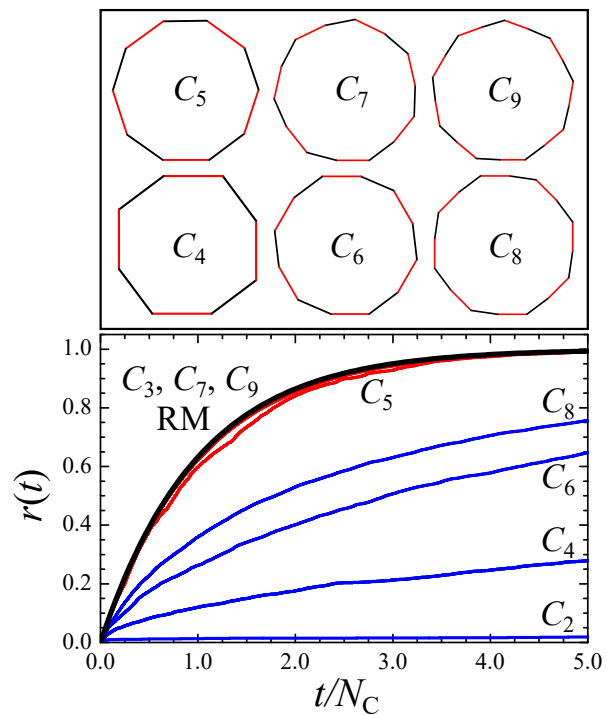 C₅ C₇ C₉
C₄ C₆ C₈
1.0
0.8
0.6
0.4
0.2
0.0
r(t)
C₃, C₇, C₉
RM
C₅
C₈
C₆
C₄
C₂
0.0 1.0 2.0 3.0 4.0 5.0
t/N_C